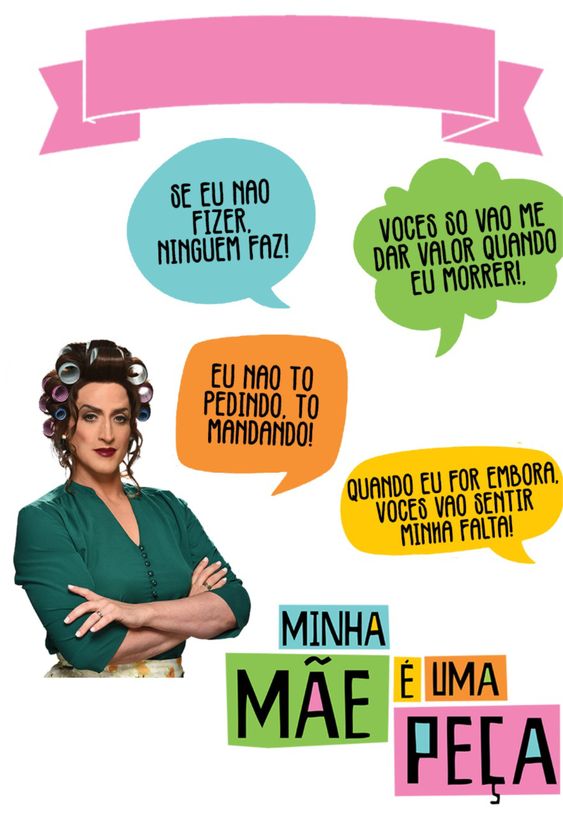 SE EU NAO
FIZER,
NINGUEM FAZ!
VOCES SO VAO ME
DAR VALOR QUANDO
EU MORRER!,
EU NAO TO
PEDINDO, TO
MANDANDO!
QUANDO EU FOR EMBORA,
VOCES VAO SENTIR
MINHA FALTA!
MINHA
MÃE É UMA
PEÇA